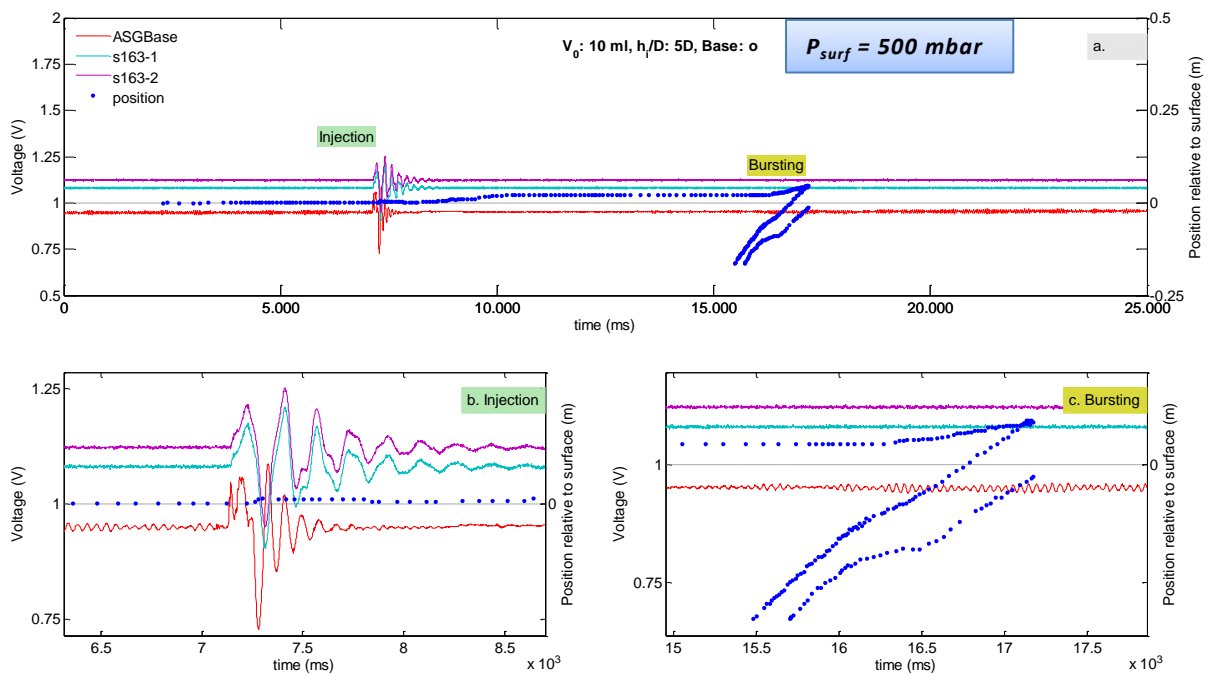 2
0.5
ASGBase
s163-1
s163-2
position
V0: 10 ml, hi/D: 5D, Base: o
Psurf = 500 mbar
a.
1.75
1.5
0.25
1.25
Injection
Bursting
1
0
0.75
0.5
0.25
0
5.000
10.000
15.000
20.000
25.000
time (ms)
Voltage (V)
Position relative to surface (m)
b. Injection
1.25
1
0
0.75
6.5
7
7.5
8
8.5
time (ms)
x 10³
Voltage (V)
Position relative to surface (m)
c. Bursting
1
0
0.75
15
15.5
16
16.5
17
17.5
time (ms)
x 10³
Voltage (V)
Position relative to surface (m)